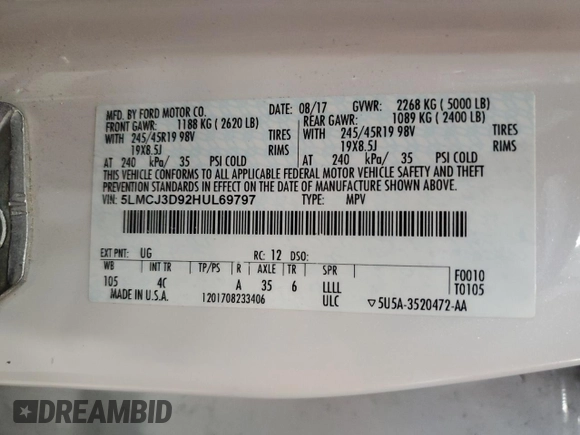 MFD. BY FORD MOTOR CO. DATE: 08/17 GVWR: 2268 KG ( 5000 LB)
FRONT GAWR: 1188 KG ( 2620 LB) REAR GAWR: 1089 KG ( 2400 LB)
WITH 245/45R19 98V TIRES WITH 245/45R19 98V TIRES
19X8.5J RIMS 19X8.5J RIMS
AT 240 kPa/ 35 PSI COLD AT 240 kPa/ 35 PSI COLD
THIS VEHICLE CONFORMS TO ALL APPLICABLE FEDERAL MOTOR VEHICLE SAFETY AND THEFT
PREVENTION STANDARDS IN EFFECT ON THE DATE OF MANUFACTURE SHOWN ABOVE.
VIN: 5LMCJ3D92HUL69797 TYPE: MPV
EXT PNT: UG RC: 12 DSO:
WB INT TR TP/PS R AXLE TR SPR F0010
105 4C A 35 6 LLLL T0105
MADE IN U.S.A. 1201708233406 ULC ▽5U5A-3520472-AA
DREAMBID